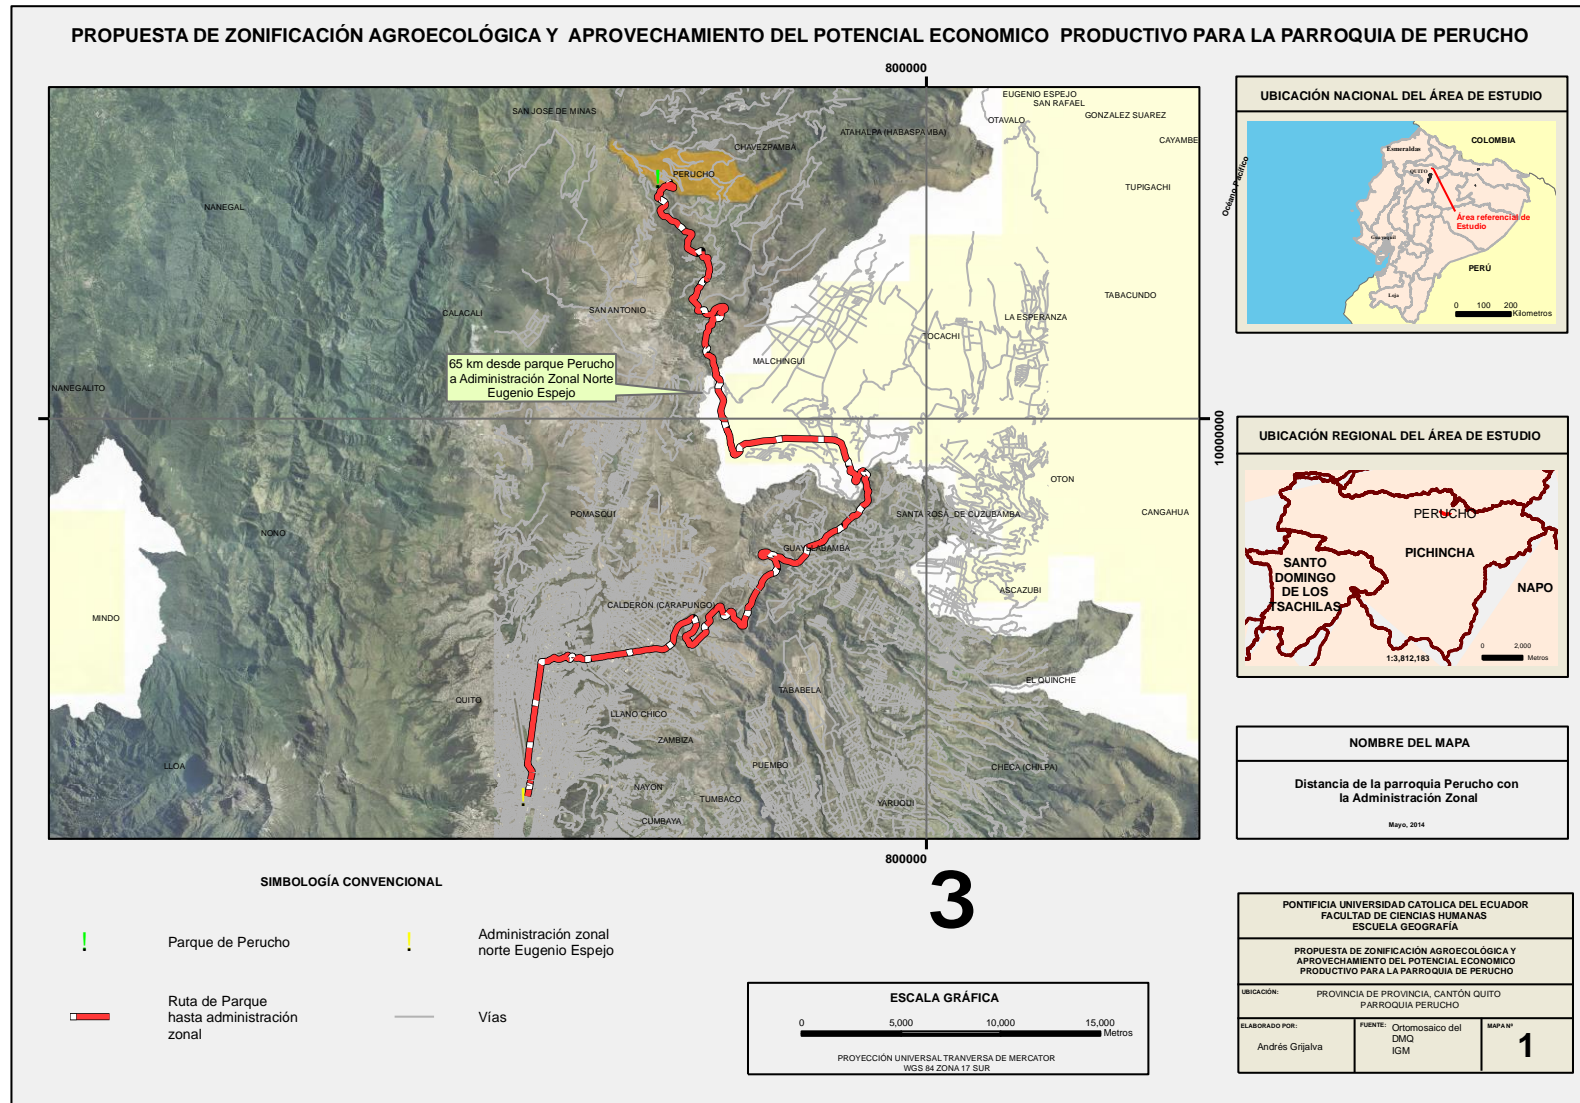 PROPUESTA DE ZONIFICACIÓN AGROECOLÓGICA Y  APROVECHAMIENTO DEL POTENCIAL ECONOMICO  PRODUCTIVO PARA LA PARROQUIA DE PERUCHO
800000
EUGENIO ESPEJO
SAN RAFAEL
SAN JOSE DE MINAS
OTAVALO
GONZALEZ SUAREZ
ATAHALPA (HABASPAMBA)
CAYAMBE
CHAVEZPAMBA
PERUCHO
TUPIGACHI
NANEGAL
TABACUNDO
CALACALI
SAN ANTONIO
LA ESPERANZA
TOCACHI
MALCHINGUI
65 km desde parque Perucho
a Adiministración Zonal Norte
Eugenio Espejo
NANEGALITO
10000000
OTON
POMASQUI
SANTA ROSA  DE CUZUBAMBA
CANGAHUA
NONO
GUAYLLABAMBA
ASCAZUBI
MINDO
CALDERON (CARAPUNGO)
EL QUINCHE
TABABELA
QUITO
LLANO CHICO
ZAMBIZA
LLOA
PUEMBO
CHECA (CHILPA)
NAYON
TUMBACO
YARUQUI
CUMBAYA
800000
3
SIMBOLOGÍA CONVENCIONAL
Parque de Perucho
Administración zonal
norte Eugenio Espejo
Ruta de Parque
hasta administración
zonal
Vías
ESCALA GRÁFICA
0 5,000 10,000 15,000
Metros
PROYECCIÓN UNIVERSAL TRANVERSA DE MERCATOR
WGS 84 ZONA 17 SUR
UBICACIÓN NACIONAL DEL ÁREA DE ESTUDIO
COLOMBIA
Esmeraldas
QUITO
Océano Pacífico
Área referencial de
Estudio
Guayaquil
PERÚ
Loja
0 100 200
Kilometros
UBICACIÓN REGIONAL DEL ÁREA DE ESTUDIO
PERUCHO
PICHINCHA
SANTO
DOMINGO
DE LOS
TSACHILAS
NAPO
0 2,000
Metros
1:3,812,183
NOMBRE DEL MAPA
Distancia de la parroquia Perucho con
la Administración Zonal
Mayo, 2014
PONTIFICIA UNIVERSIDAD CATOLICA DEL ECUADOR
FACULTAD DE CIENCIAS HUMANAS
ESCUELA GEOGRAFÍA
PROPUESTA DE ZONIFICACIÓN AGROECOLÓGICA Y
APROVECHAMIENTO DEL POTENCIAL ECONOMICO
PRODUCTIVO PARA LA PARROQUIA DE PERUCHO
UBICACIÓN:
PROVINCIA DE PROVINCIA, CANTÓN QUITO
PARROQUIA PERUCHO
ELABORADO POR:
Andrés Grijalva
FUENTE:
Ortomosaico del
DMQ
IGM
MAPA Nº
1